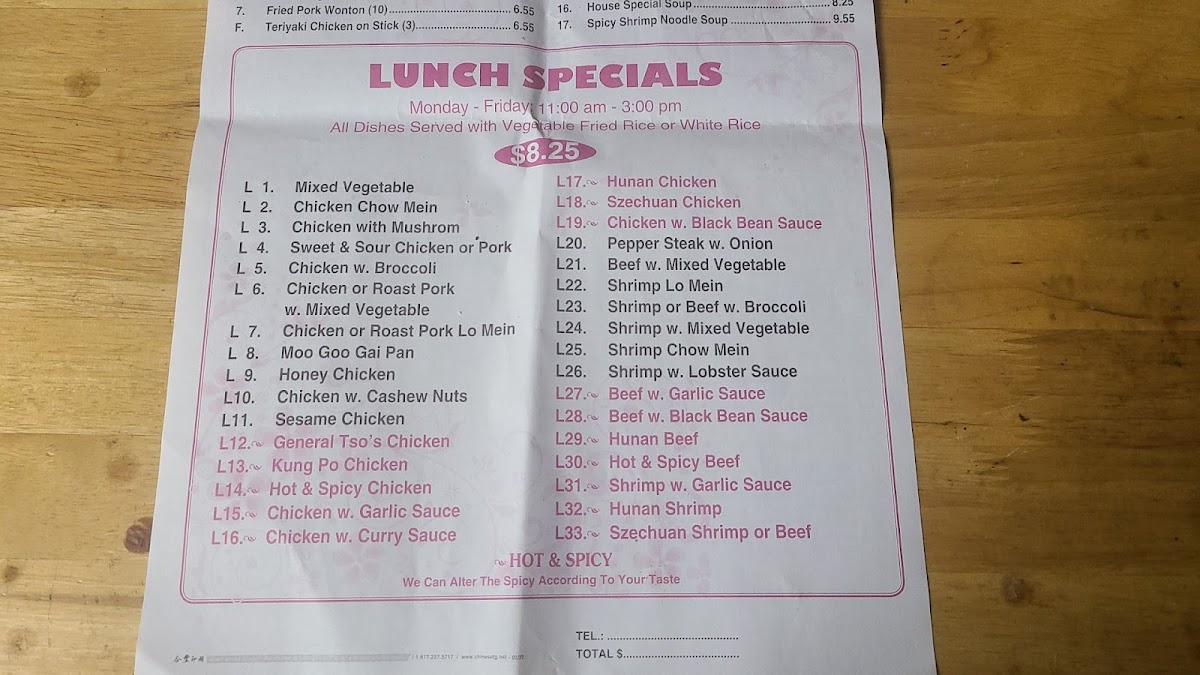 7. Fried Pork Wonton (10) 6.55
F. Teriyaki Chicken on Stick (3) 6.55
16. House Special Soup 8.25
17. Spicy Shrimp Noodle Soup 9.55
LUNCH SPECIALS
Monday - Friday: 11:00 am - 3:00 pm
All Dishes Served with Vegetable Fried Rice or White Rice
$8.25
L 1. Mixed Vegetable
L 2. Chicken Chow Mein
L 3. Chicken with Mushrom
L 4. Sweet & Sour Chicken or Pork
L 5. Chicken w. Broccoli
L 6. Chicken or Roast Pork
w. Mixed Vegetable
L 7. Chicken or Roast Pork Lo Mein
L 8. Moo Goo Gai Pan
L 9. Honey Chicken
L10. Chicken w. Cashew Nuts
L11. Sesame Chicken
L12. General Tso's Chicken
L13. Kung Po Chicken
L14. Hot & Spicy Chicken
L15. Chicken w. Garlic Sauce
L16. Chicken w. Curry Sauce
L17. Hunan Chicken
L18. Szechuan Chicken
L19. Chicken w. Black Bean Sauce
L20. Pepper Steak w. Onion
L21. Beef w. Mixed Vegetable
L22. Shrimp Lo Mein
L23. Shrimp or Beef w. Broccoli
L24. Shrimp w. Mixed Vegetable
L25. Shrimp Chow Mein
L26. Shrimp w. Lobster Sauce
L27. Beef w. Garlic Sauce
L28. Beef w. Black Bean Sauce
L29. Hunan Beef
L30. Hot & Spicy Beef
L31. Shrimp w. Garlic Sauce
L32. Hunan Shrimp
L33. Szechuan Shrimp or Beef
HOT & SPICY
We Can Alter The Spicy According To Your Taste
TEL.:
TOTAL $